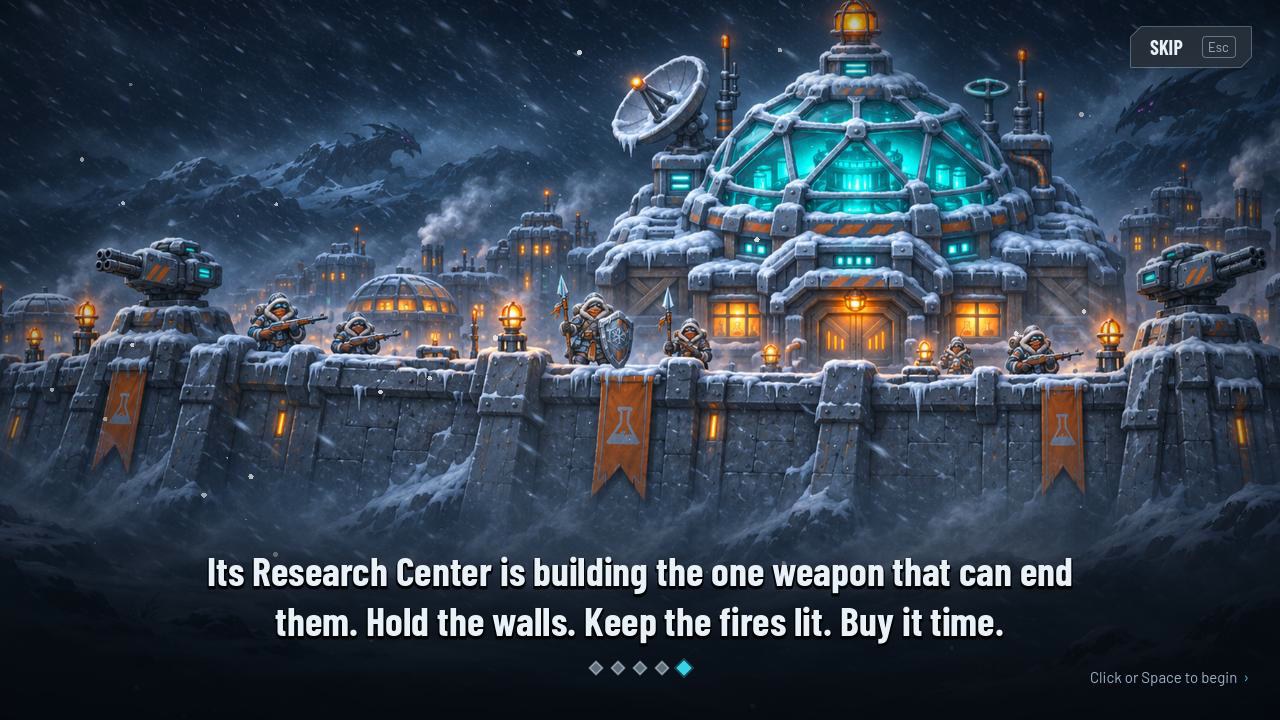 SKIP Esc
Its Research Center is building the one weapon that can end
them. Hold the walls. Keep the fires lit. Buy it time.
Click or Space to begin ›